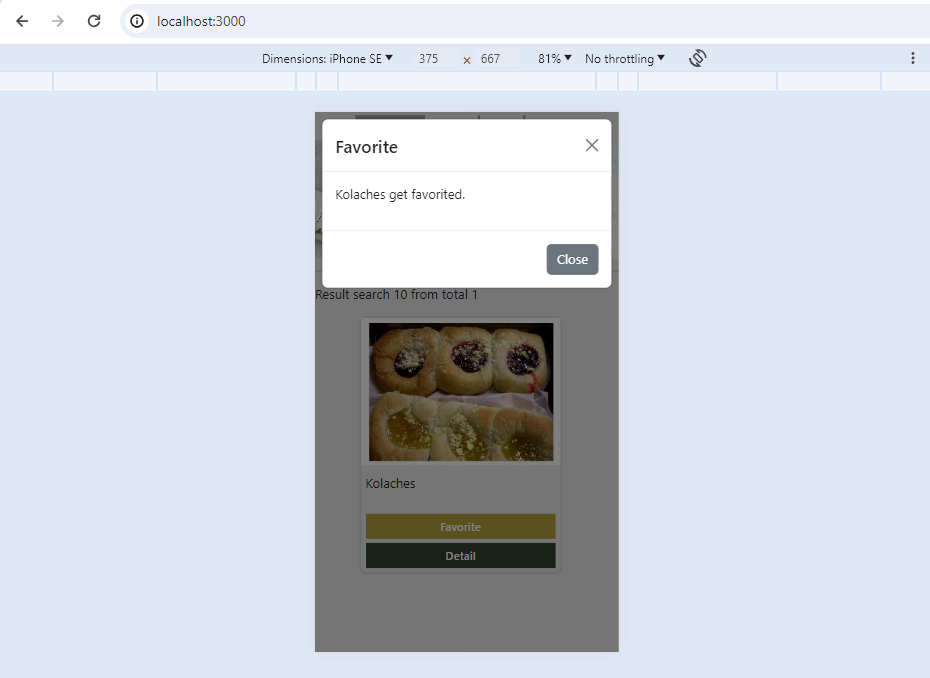 localhost:3000
Dimensions: iPhone SE 375 × 667 81% No throttling
Favorite
Kolaches get favorited.
Close
Result search 10 from total 1
Kolaches
Favorite
Detail